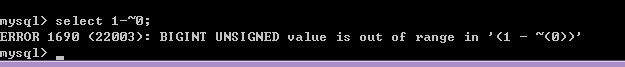 mysql> select 1-~0;
ERROR 1690 (22003): BIGINT UNSIGNED value is out of range in '(1 - ~(0))'
mysql> _